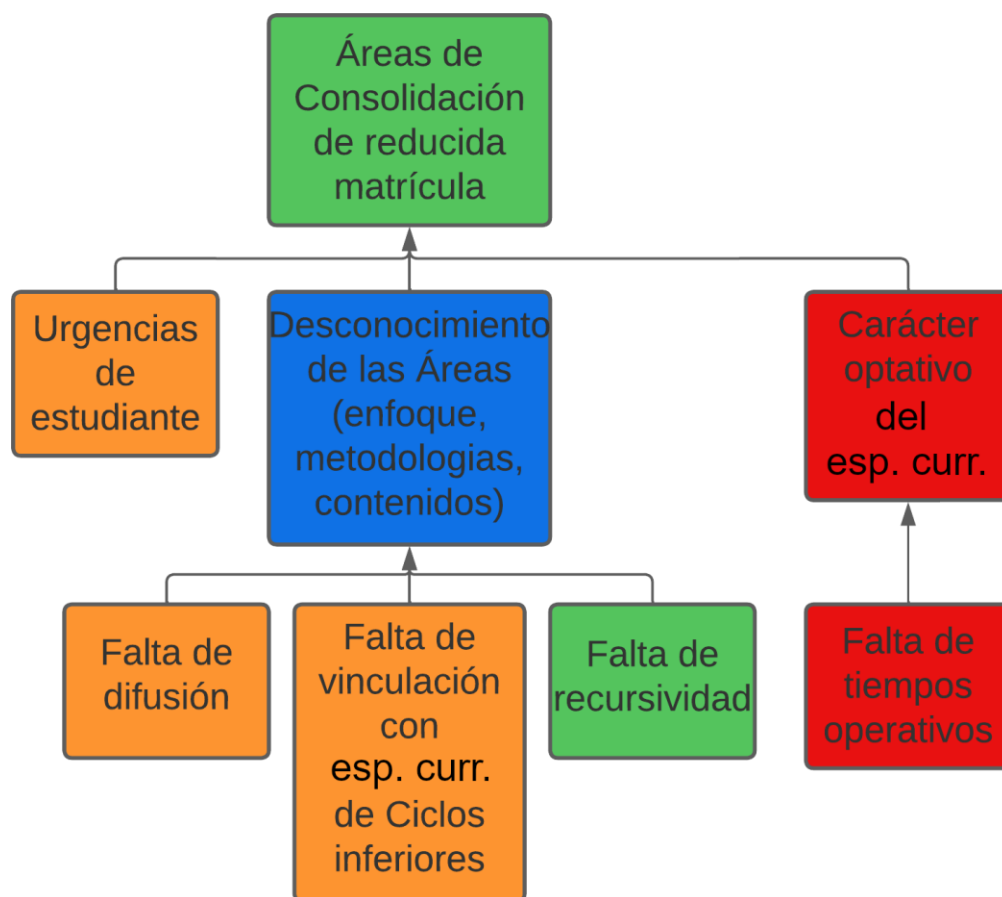 Áreas de
Consolidación
de reducida
matrícula
Urgencias
de
estudiante
Desconocimiento
de las Áreas
(enfoque,
metodologias,
contenidos)
Carácter
optativo
del
esp. curr.
Falta de
difusión
Falta de
vinculación
con
esp. curr.
de Ciclos
inferiores
Falta de
recursividad
Falta de
tiempos
operativos